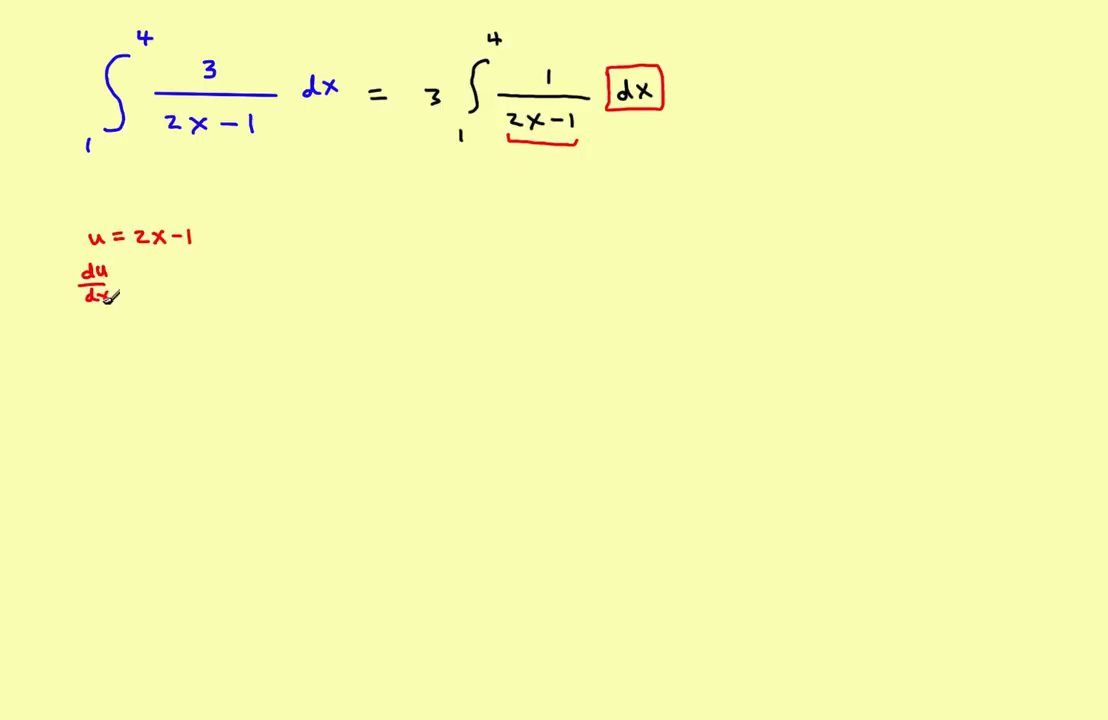 ∫₁⁴ 3/(2x−1) dx = 3 ∫₁⁴ 1/(2x−1) dx
u = 2x−1
du/dx